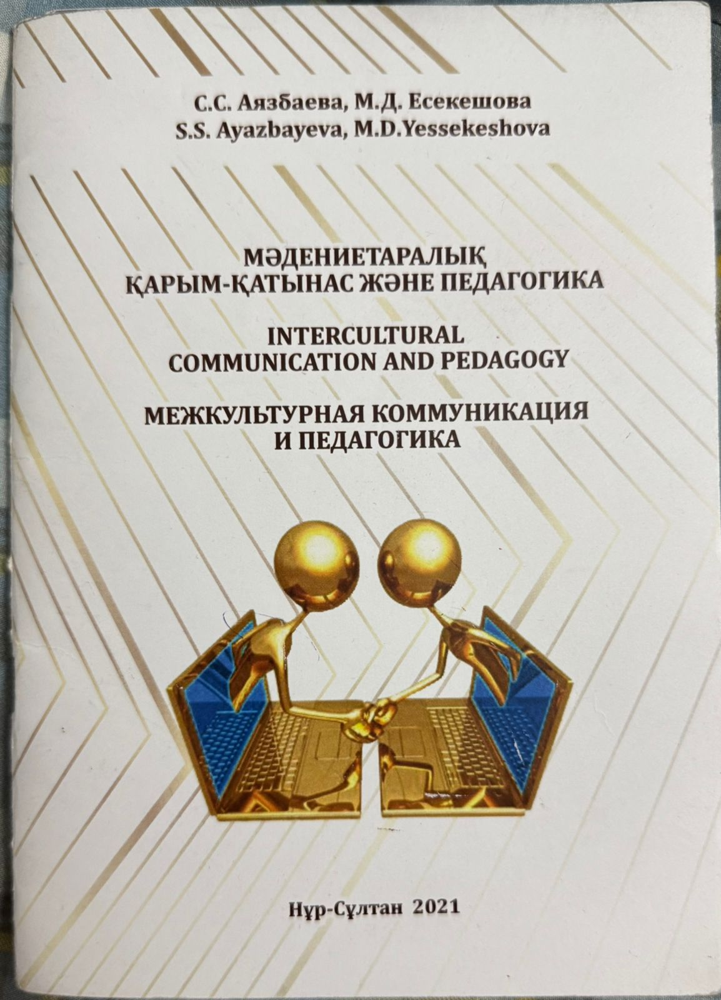 С.С. Аязбаева, М.Д. Есекешова
S.S. Ayazbayeva, M.D.Yessekeshova
МӘДЕНИЕТАРАЛЫҚ
ҚАРЫМ-ҚАТЫНАС ЖӘНЕ ПЕДАГОГИКА
INTERCULTURAL
COMMUNICATION AND PEDAGOGY
МЕЖКУЛЬТУРНАЯ КОММУНИКАЦИЯ
И ПЕДАГОГИКА
Нұр-Сұлтан 2021